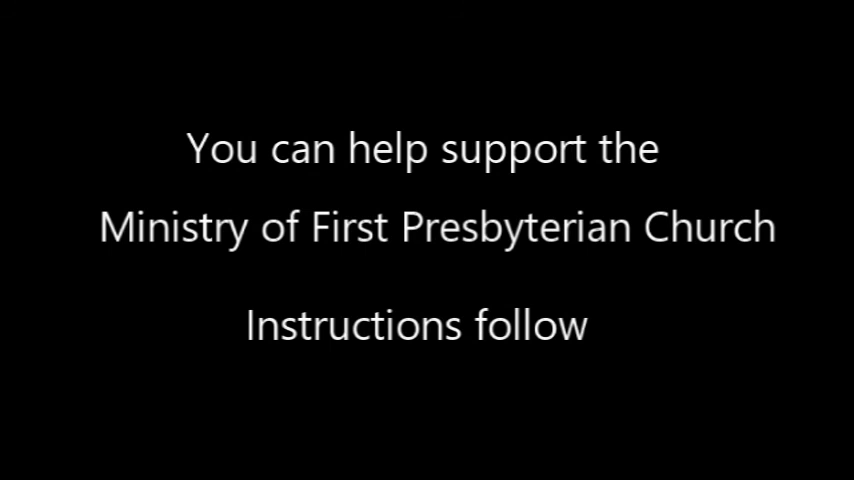 You can help support the
Ministry of First Presbyterian Church
Instructions follow